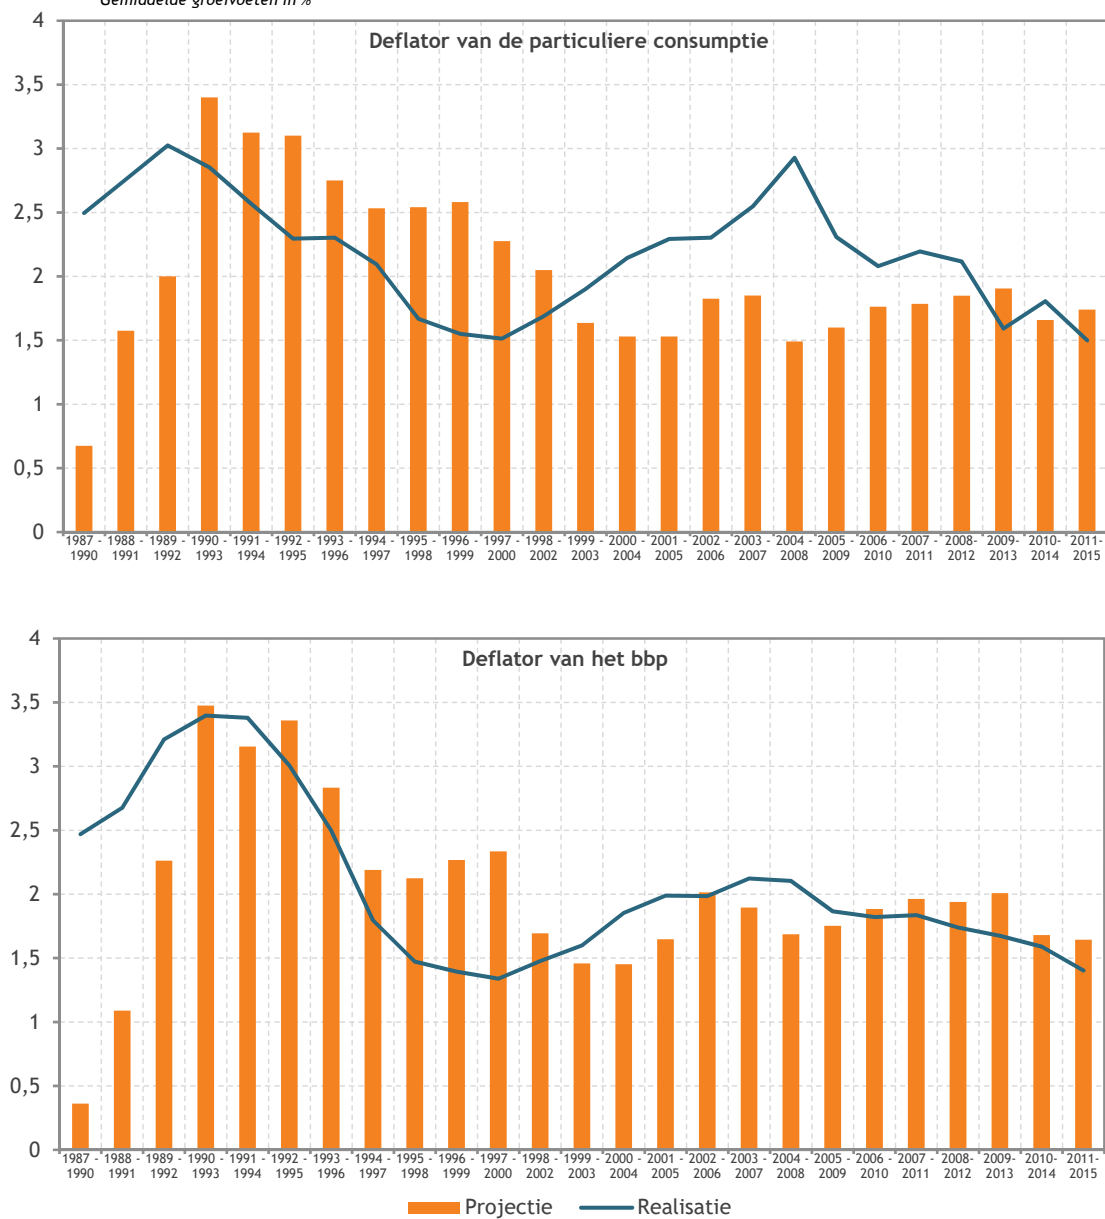 Gemiddelde groeivoeten in %
Deflator van de particuliere consumptie
4
3,5
3
2,5
2
1,5
1
0,5
0
1987 - 1988 - 1989 - 1990 - 1991 - 1992 - 1993 - 1994 - 1995 - 1996 - 1997 - 1998 - 1999 - 2000 - 2001 - 2002 - 2003 - 2004 - 2005 - 2006 - 2007 - 2008- 2009- 2010- 2011-
1990 1991 1992 1993 1994 1995 1996 1997 1998 1999 2000 2002 2003 2004 2005 2006 2007 2008 2009 2010 2011 2012 2013 2014 2015
Deflator van het bbp
4
3,5
3
2,5
2
1,5
1
0,5
0
1987 - 1988 - 1989 - 1990 - 1991 - 1992 - 1993 - 1994 - 1995 - 1996 - 1997 - 1998 - 1999 - 2000 - 2001 - 2002 - 2003 - 2004 - 2005 - 2006 - 2007 - 2008- 2009- 2010- 2011-
1990 1991 1992 1993 1994 1995 1996 1997 1998 1999 2000 2002 2003 2004 2005 2006 2007 2008 2009 2010 2011 2012 2013 2014 2015
Projectie Realisatie